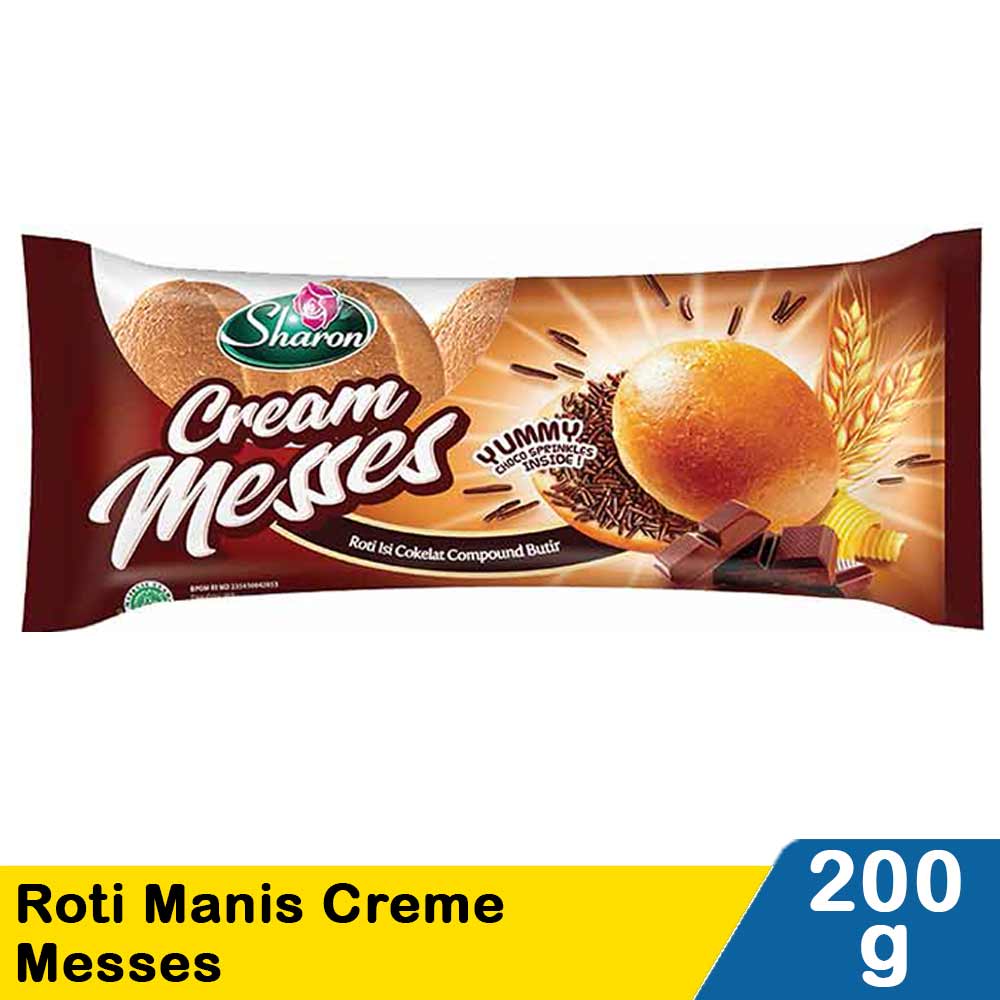 Sharon
Cream
Messes
YUMMY
CHOCO SPRINKLES
INSIDE!
Roti Isi Cokelat Compound Butir
Roti Manis Creme
Messes
200
g